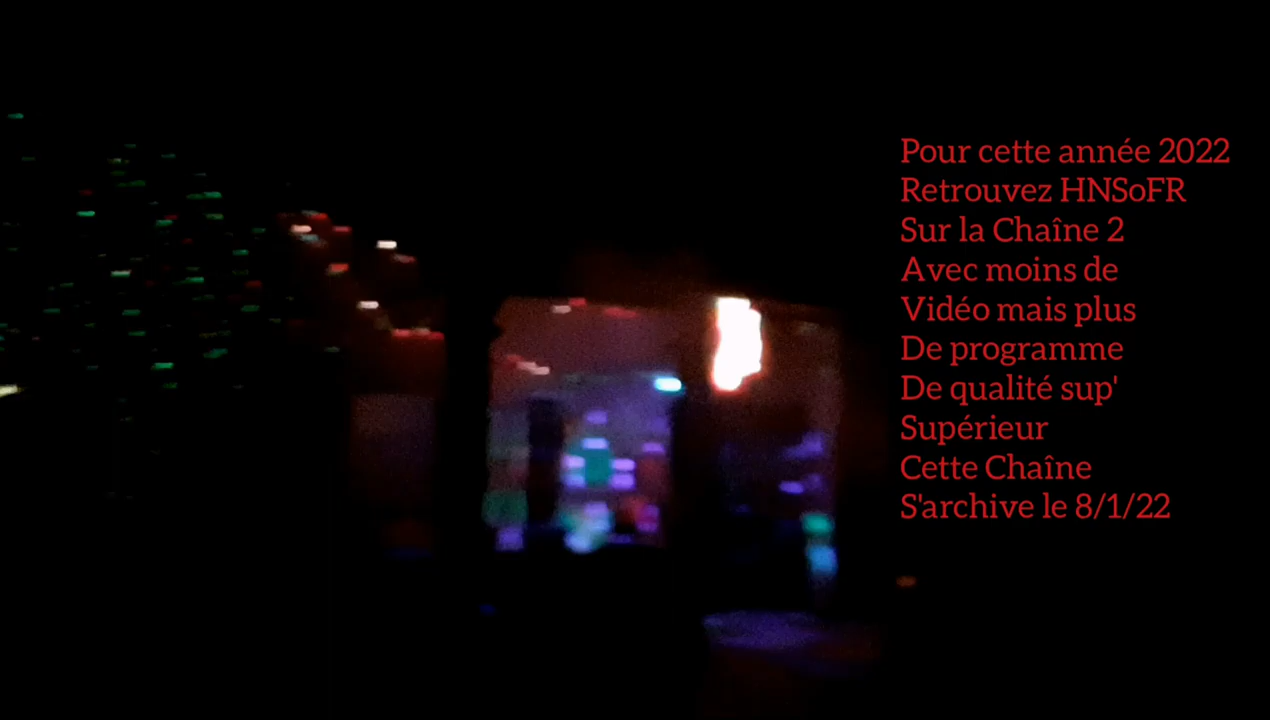 Pour cette année 2022
Retrouvez HNSoFR
Sur la Chaîne 2
Avec moins de
Vidéo mais plus
De programme
De qualité sup'
Supérieur
Cette Chaîne
S'archive le 8/1/22